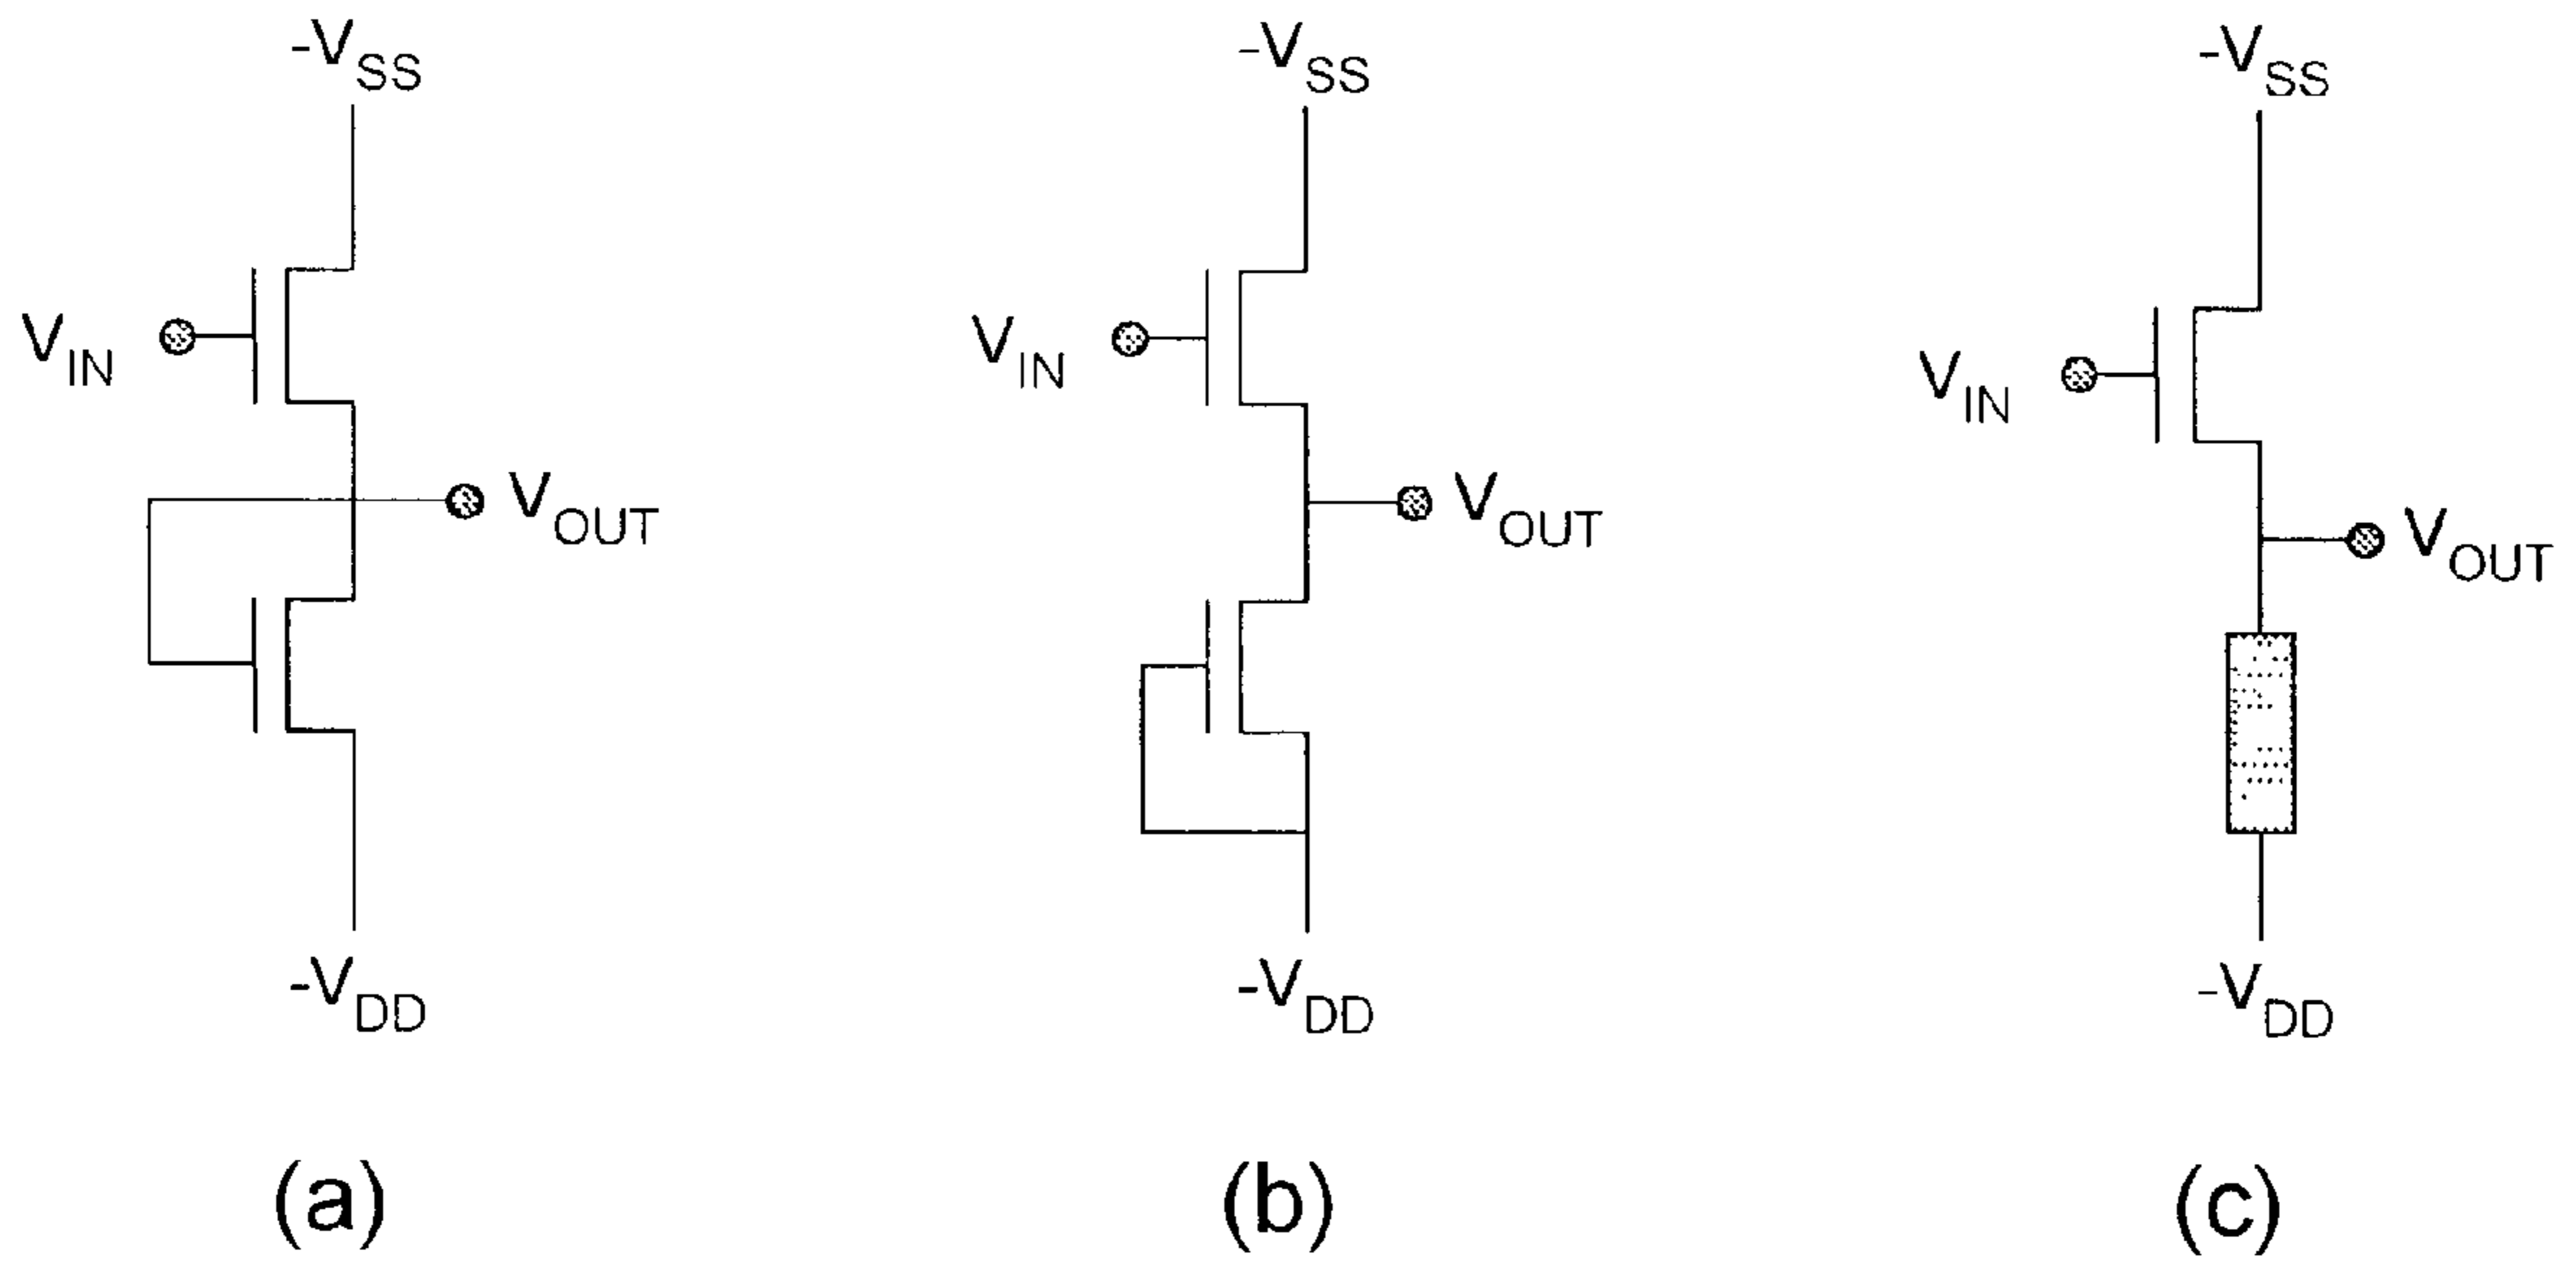 -VSS -VSS -VSS
VIN VIN VIN
VOUT VOUT VOUT
-VDD -VDD -VDD
(a) (b) (c)